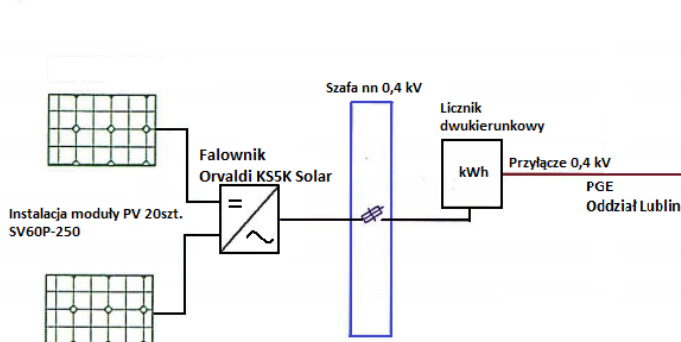 Szafa nn 0,4 kV
Licznik
dwukierunkowy
Falownik
Orvaldi KS5K Solar
kWh
Przyłącze 0,4 kV
PGE
Oddział Lublin
Instalacja moduły PV 20szt.
SV60P-250